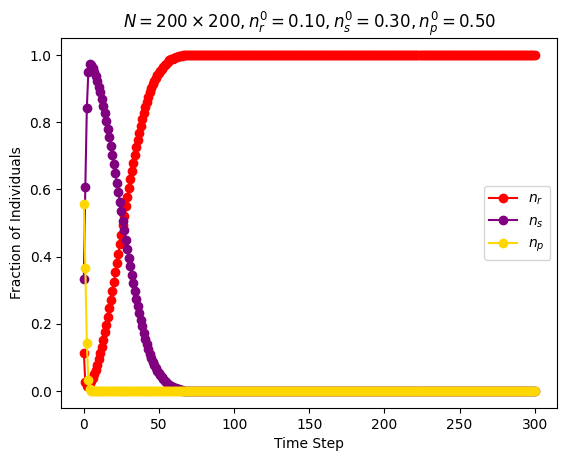 N = 200 × 200, n_r^0 = 0.10, n_s^0 = 0.30, n_p^0 = 0.50
1.0
0.8
0.6
0.4
0.2
0.0
Fraction of Individuals
n_r
n_s
n_p
0 50 100 150 200 250 300
Time Step